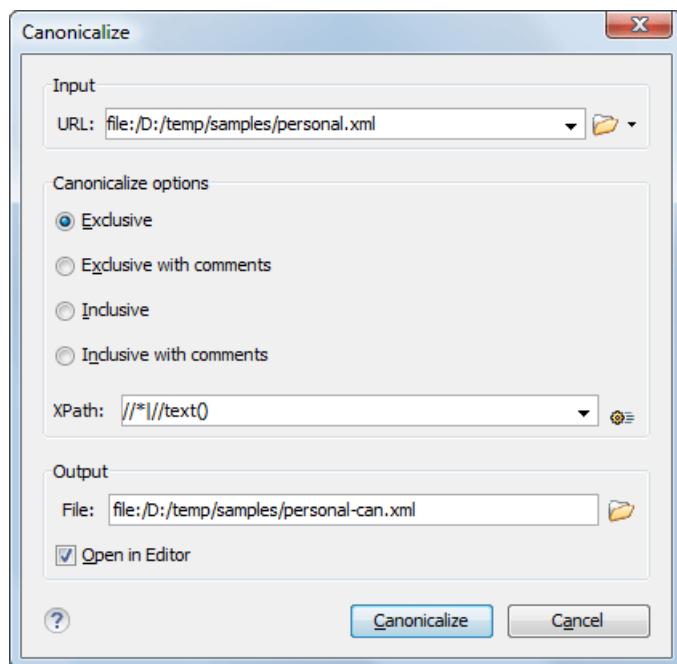 Canonicalize
Input
URL: file:/D:/temp/samples/personal.xml
Canonicalize options
Exclusive
Exclusive with comments
Inclusive
Inclusive with comments
XPath: //*|//text()
Output
File: file:/D:/temp/samples/personal-can.xml
Open in Editor
? Canonicalize Cancel